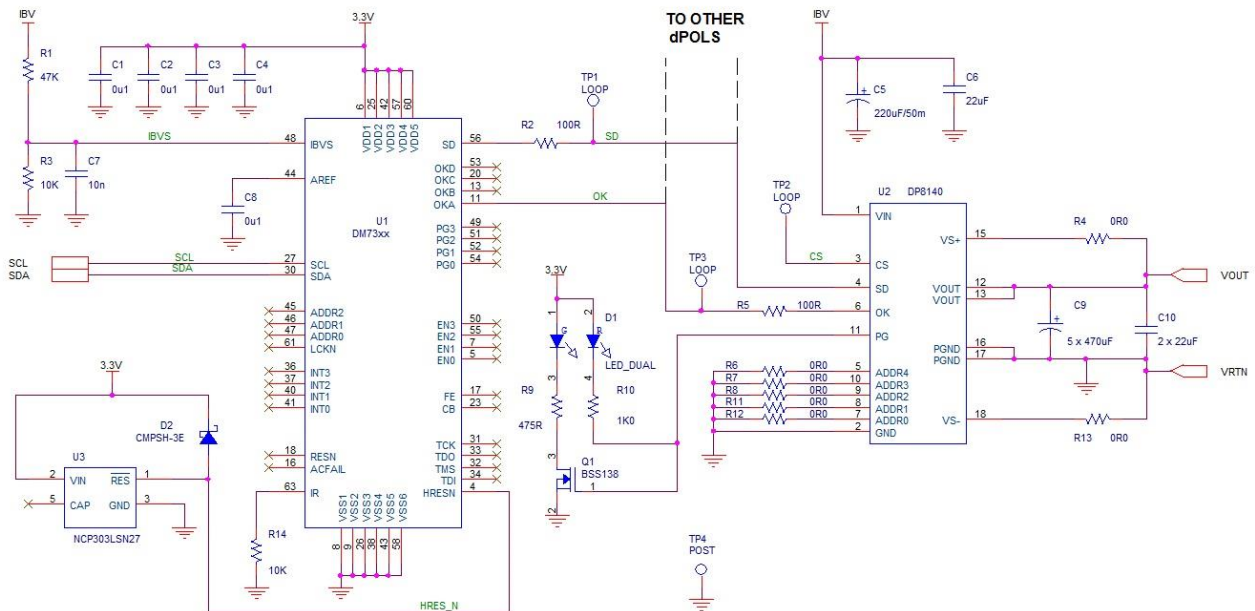 IBV
3.3V
TO OTHER
dPOLS
IBV
R1
47K
C1
0u1
C2
0u1
C3
0u1
C4
0u1
TP1
LOOP
C5
220uF/50m
C6
22uF
6
25
42
57
60
VDD1
VDD2
VDD3
VDD4
VDD5
R2 100R
IBVS
48
IBVS
SD
56
SD
R3
10K
C7
10n
44
AREF
C8
0u1
OKD
53
OKC
20
OKB
13
OKA
11
OK
U1
DM73xx
PG3
49
PG2
51
PG1
52
PG0
54
TP2
LOOP
U2 DP8140
1
VIN
VS+
15
R4 0R0
SCL
SDA
SCL
SDA
27
SCL
30
SDA
TP3
LOOP
CS
3
CS
4
SD
6
OK
11
PG
R5 100R
VOUT
12
VOUT
13
VOUT
C9
5 x 470uF
C10
2 x 22uF
PGND
16
PGND
17
VRTN
45
ADDR2
46
ADDR1
47
ADDR0
61
LCKN
EN3
50
EN2
55
EN1
7
EN0
5
3.3V
1
2
D1
G
R
LED_DUAL
3
4
R9
475R
R10
1K0
R6 0R0
R7 0R0
R8 0R0
R11 0R0
R12 0R0
5
ADDR4
10
ADDR3
9
ADDR2
8
ADDR1
7
ADDR0
2
GND
VS-
18
R13 0R0
36
INT3
37
INT2
40
INT1
41
INT0
FE
17
CB
23
3.3V
D2
CMPSH-3E
TCK
31
TDO
33
TMS
32
TDI
34
HRESN
4
18
RESN
16
ACFAIL
63
IR
3
Q1
BSS138
1
2
U3
2
VIN
RES
1
5
CAP
GND
3
NCP303LSN27
VSS1
VSS2
VSS3
VSS4
VSS5
VSS6
8
9
26
38
43
58
R14
10K
TP4
POST
HRES_N